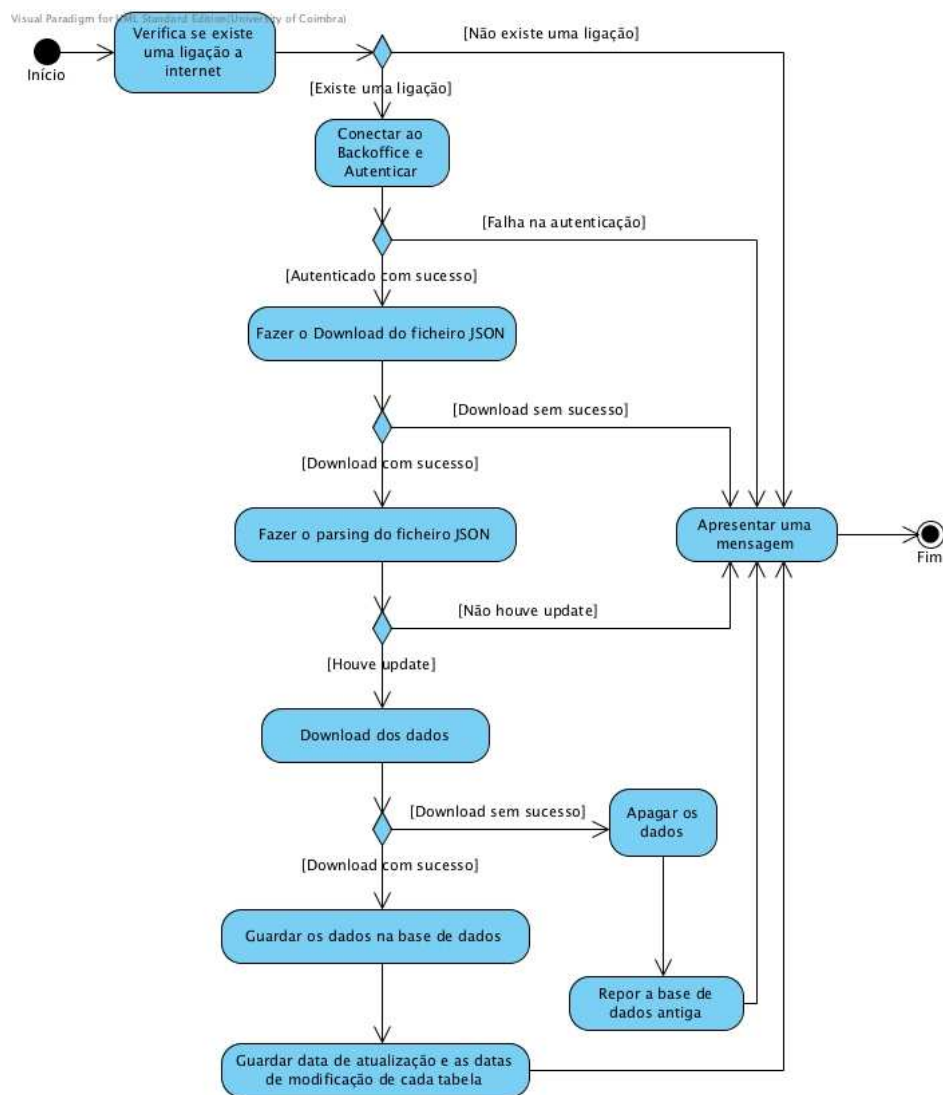 Visual Paradigm for UML Standard Edition(University of Coimbra)
Início
Verifica se existe
uma ligação a
internet
[Não existe uma ligação]
[Existe uma ligação]
Conectar ao
Backoffice e
Autenticar
[Falha na autenticação]
[Autenticado com sucesso]
Fazer o Download do ficheiro JSON
[Download sem sucesso]
[Download com sucesso]
Fazer o parsing do ficheiro JSON
Apresentar uma
mensagem
Fim
[Não houve update]
[Houve update]
Download dos dados
[Download sem sucesso]
Apagar os
dados
[Download com sucesso]
Guardar os dados na base de dados
Repor a base de
dados antiga
Guardar data de atualização e as datas
de modificação de cada tabela